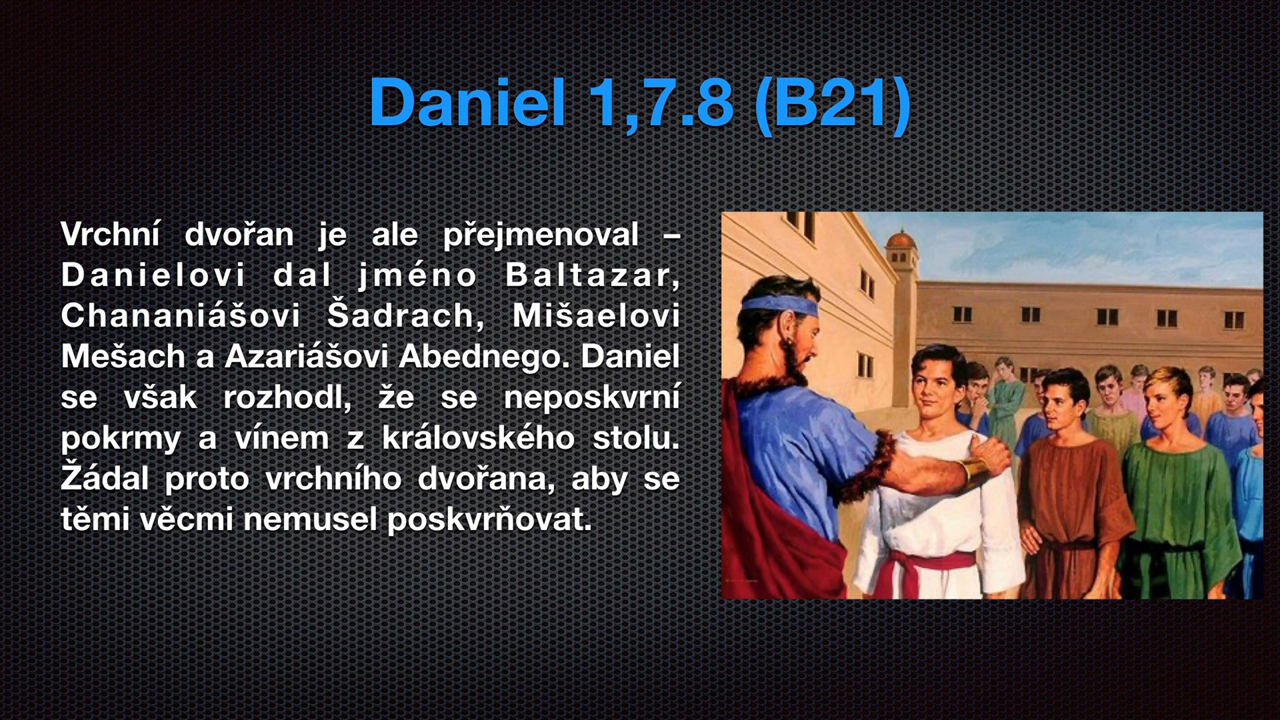 Daniel 1,7.8 (B21)
Vrchní dvořan je ale přejmenoval –
Danielovi dal jméno Baltazar,
Chananiášovi Šadrach, Mišaelovi
Mešach a Azariášovi Abednego. Daniel
se však rozhodl, že se neposkvrní
pokrmy a vínem z královského stolu.
Žádal proto vrchního dvořana, aby se
těmi věcmi nemusel poskvrňovat.